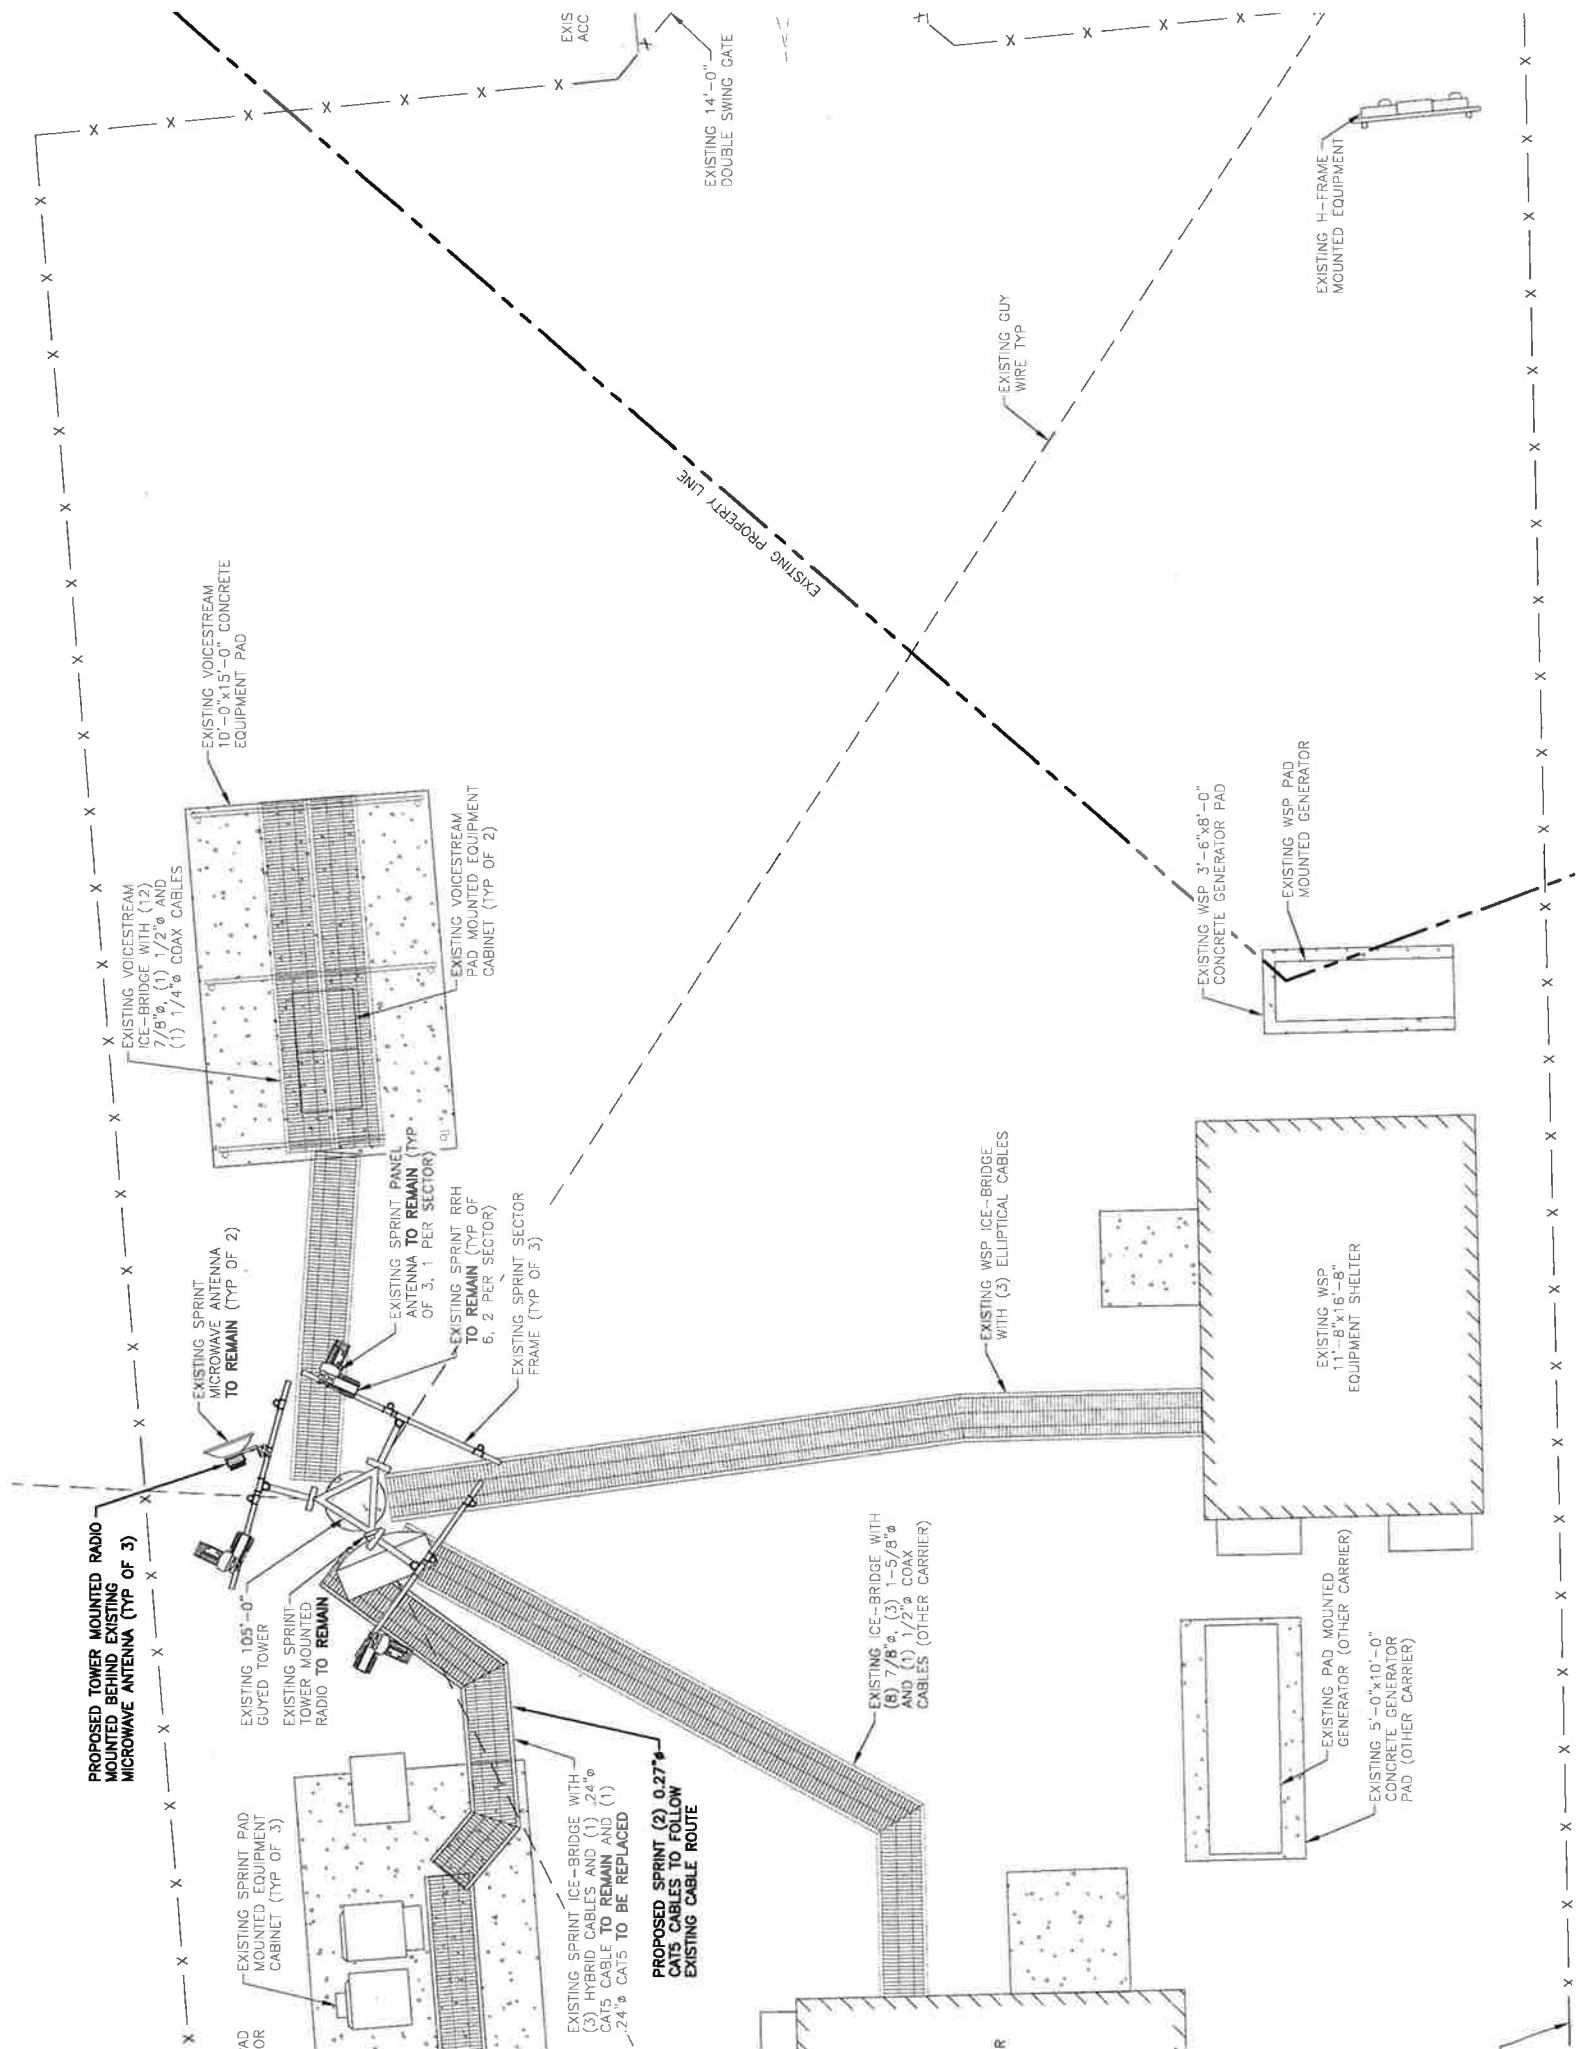 EXIS
ACC
EXISTING 14'-0"
DOUBLE SWING GATE
EXISTING H-FRAME
MOUNTED EQUIPMENT
EXISTING GUY
WIRE TYP
EXISTING PROPERTY LINE
EXISTING VOICESTREAM
10'-0"x15'-0" CONCRETE
EQUIPMENT PAD
EXISTING VOICESTREAM
ICE-BRIDGE WITH (12)
7/8"ø, (1) 1/2"ø AND
(1) 1/4"ø COAX CABLES
EXISTING VOICESTREAM
PAD MOUNTED EQUIPMENT
CABINET (TYP OF 2)
EXISTING WSP 3'-6"x8'-0"
CONCRETE GENERATOR PAD
EXISTING WSP PAD
MOUNTED GENERATOR
EXISTING SPRINT
MICROWAVE ANTENNA
TO REMAIN (TYP OF 2)
EXISTING SPRINT PANEL
ANTENNA TO REMAIN (TYP
OF 3, 1 PER SECTOR)
EXISTING SPRINT RRH
TO REMAIN (TYP OF
6, 2 PER SECTOR)
EXISTING SPRINT SECTOR
FRAME (TYP OF 3)
EXISTING WSP ICE-BRIDGE
WITH (3) ELLIPTICAL CABLES
EXISTING WSP
11'-8"x16'-8"
EQUIPMENT SHELTER
PROPOSED TOWER MOUNTED RADIO
MOUNTED BEHIND EXISTING
MICROWAVE ANTENNA (TYP OF 3)
EXISTING 105'-0"
GUYED TOWER
EXISTING SPRINT
TOWER MOUNTED
RADIO TO REMAIN
EXISTING ICE-BRIDGE WITH
(8) 7/8"ø, (3) 1-5/8"ø
AND (1) 1/2"ø COAX
CABLES (OTHER CARRIER)
EXISTING PAD MOUNTED
GENERATOR (OTHER CARRIER)
EXISTING 5'-0"x10'-0"
CONCRETE GENERATOR
PAD (OTHER CARRIER)
EXISTING SPRINT PAD
MOUNTED EQUIPMENT
CABINET (TYP OF 3)
EXISTING SPRINT ICE-BRIDGE WITH
(3) HYBRID CABLES AND (1) .24"ø
CAT5 CABLE TO REMAIN AND (1)
.24"ø CAT5 TO BE REPLACED
PROPOSED SPRINT (2) 0.27"ø
CAT5 CABLES TO FOLLOW
EXISTING CABLE ROUTE
AD
OR
R